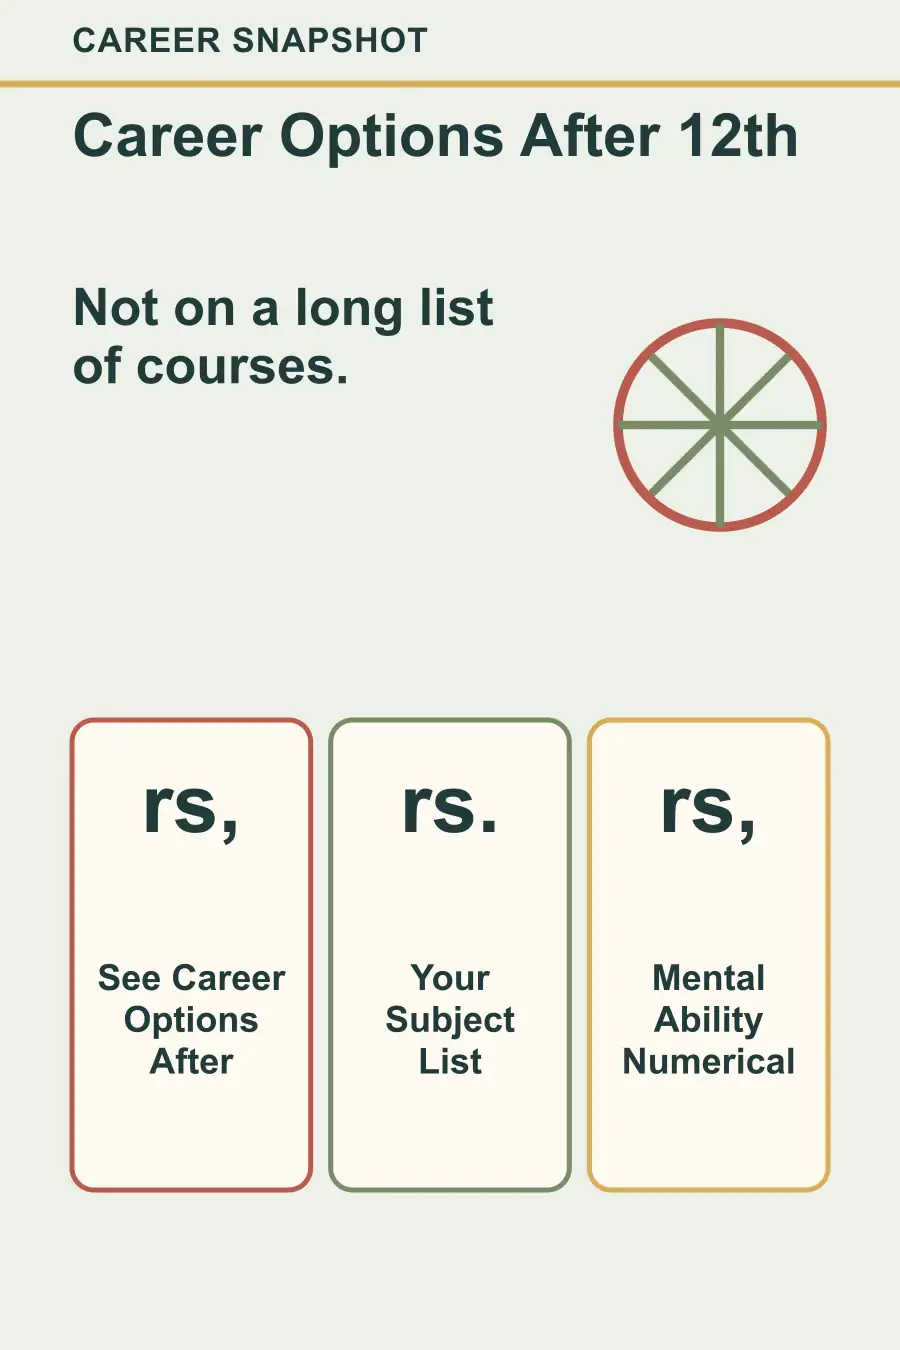 CAREER SNAPSHOT
Career Options After 12th
Not on a long list
of courses.
rs,
See Career
Options
After
rs.
Your
Subject
List
rs,
Mental
Ability
Numerical